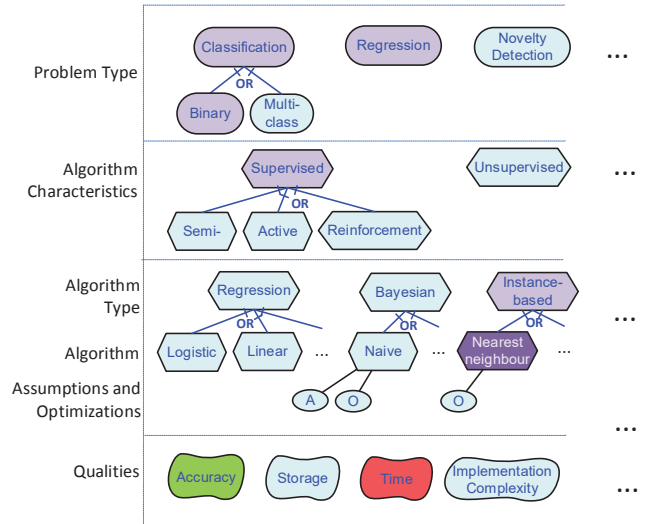 Problem Type
Classification
Regression
Novelty
Detection
...
OR
Binary
Multi-
class
Algorithm
Characteristics
Supervised
Unsupervised
...
OR
Semi-
Active
Reinforcement
Algorithm
Type
Regression
Bayesian
Instance-
based
...
OR
OR
OR
Algorithm
Logistic
Linear
...
Naive
...
Nearest
neighbour
...
Assumptions and
Optimizations
A
O
O
...
Qualities
Accuracy
Storage
Time
Implementation
Complexity
...